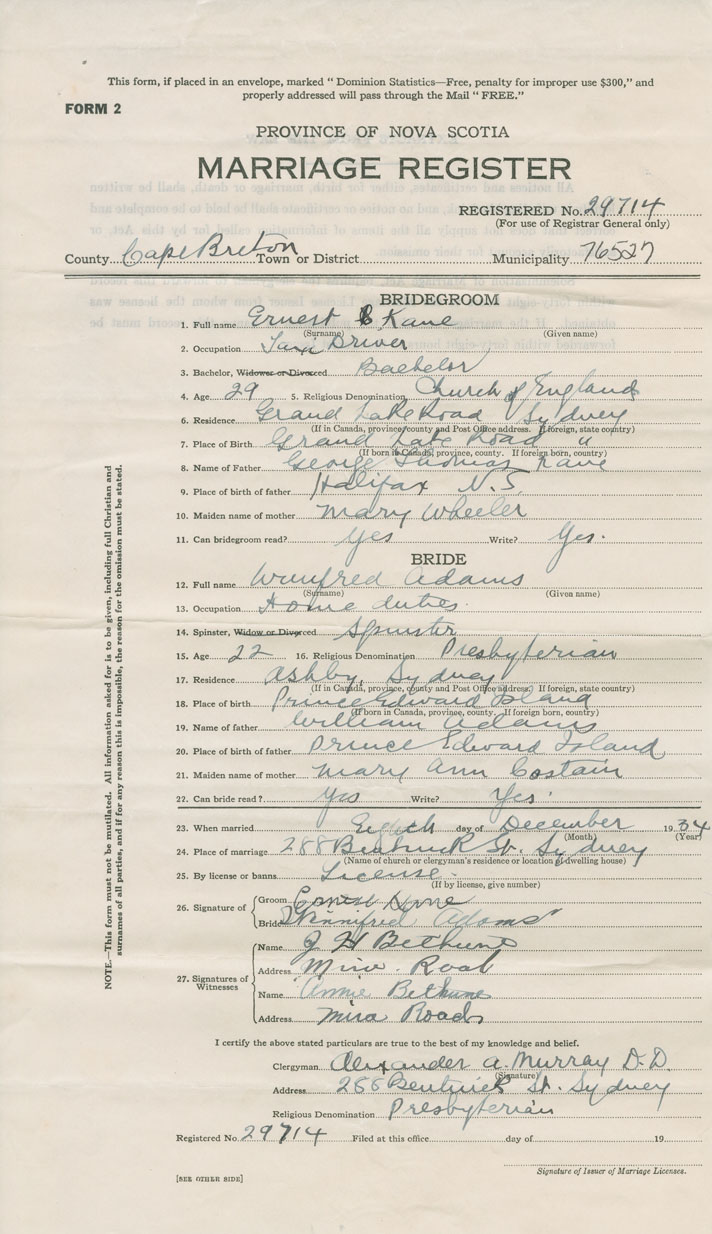 This form, if placed in an envelope, marked " Dominion Statistics—Free, penalty for improper use $300," and
properly addressed will pass through the Mail " FREE."
FORM 2
PROVINCE OF NOVA SCOTIA
MARRIAGE REGISTER
REGISTERED No. 29714
(For use of Registrar General only)
County Cape Breton Town or District Municipality 76527
BRIDEGROOM
1. Full name Ernest Kane
(Surname) (Given name)
2. Occupation Taxi Driver
3. Bachelor, Widower or Divorced Bachelor
4. Age 29 5. Religious Denomination Church of England
6. Residence Grand Lake Road Sydney
(If in Canada, province, county and Post Office address. If foreign, state country)
7. Place of Birth Grand Lake Road "
(If born in Canada, province, county. If foreign born, country)
8. Name of Father George Thomas Kane
9. Place of birth of father Halifax N.S.
10. Maiden name of mother Mary Wheeler
11. Can bridegroom read? Yes Write? Yes.
BRIDE
12. Full name Winifred Adams
(Surname) (Given name)
13. Occupation Home duties.
14. Spinster, Widow or Divorced Spinster
15. Age 22 16. Religious Denomination Presbyterian
17. Residence Ashby, Sydney
(If in Canada, province, county and Post Office address. If foreign, state country)
18. Place of birth Prince Edward Island
(If born in Canada, province, county. If foreign born, country)
19. Name of father William Adams
20. Place of birth of father Prince Edward Island
21. Maiden name of mother Mary Ann Costain
22. Can bride read? Yes Write? Yes.
23. When married Eighth day of December 1934
(Month) (Year)
24. Place of marriage 288 Bentinck St. Sydney
(Name of church or clergyman's residence or location of dwelling house)
25. By license or banns License.
(If by license, give number)
26. Signature of
Groom Ernest Kane
Bride Winnifred Adams
27. Signatures of Witnesses
Name J H Bethune
Address Mira Road
Name Annie Bethune
Address Mira Road
I certify the above stated particulars are true to the best of my knowledge and belief.
Clergyman Alexander A. Murray D.D.
(Signature)
Address 288 Bentinck St. Sydney
Religious Denomination Presbyterian
Registered No. 29714 Filed at this office day of 19
Signature of Issuer of Marriage Licenses.
[SEE OTHER SIDE]
NOTE.—This form must not be mutilated. All information asked for is to be given, including full Christian and
surnames of all parties, and if for any reason this is impossible, the reason for the omission must be stated.